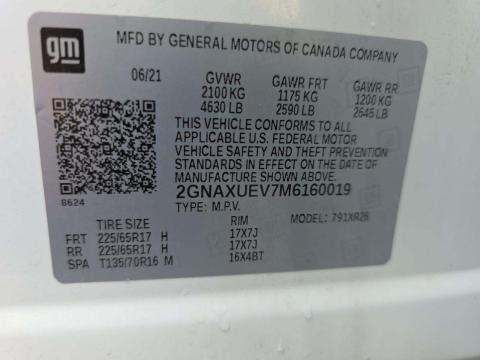 gm
MFD BY GENERAL MOTORS OF CANADA COMPANY
06/21 GVWR GAWR FRT GAWR RR
2100 KG 1175 KG 1200 KG
4630 LB 2590 LB 2645 LB
THIS VEHICLE CONFORMS TO ALL
APPLICABLE U.S. FEDERAL MOTOR
VEHICLE SAFETY AND THEFT PREVENTION
STANDARDS IN EFFECT ON THE DATE OF
MANUFACTURE SHOWN ABOVE.
2GNAXUEV7M6160019
8624
TYPE: M.P.V. MODEL: 791XR26
TIRE SIZE RIM
FRT 225/65R17 H 17X7J
RR 225/65R17 H 17X7J
SPA T135/70R16 M 16X4BT